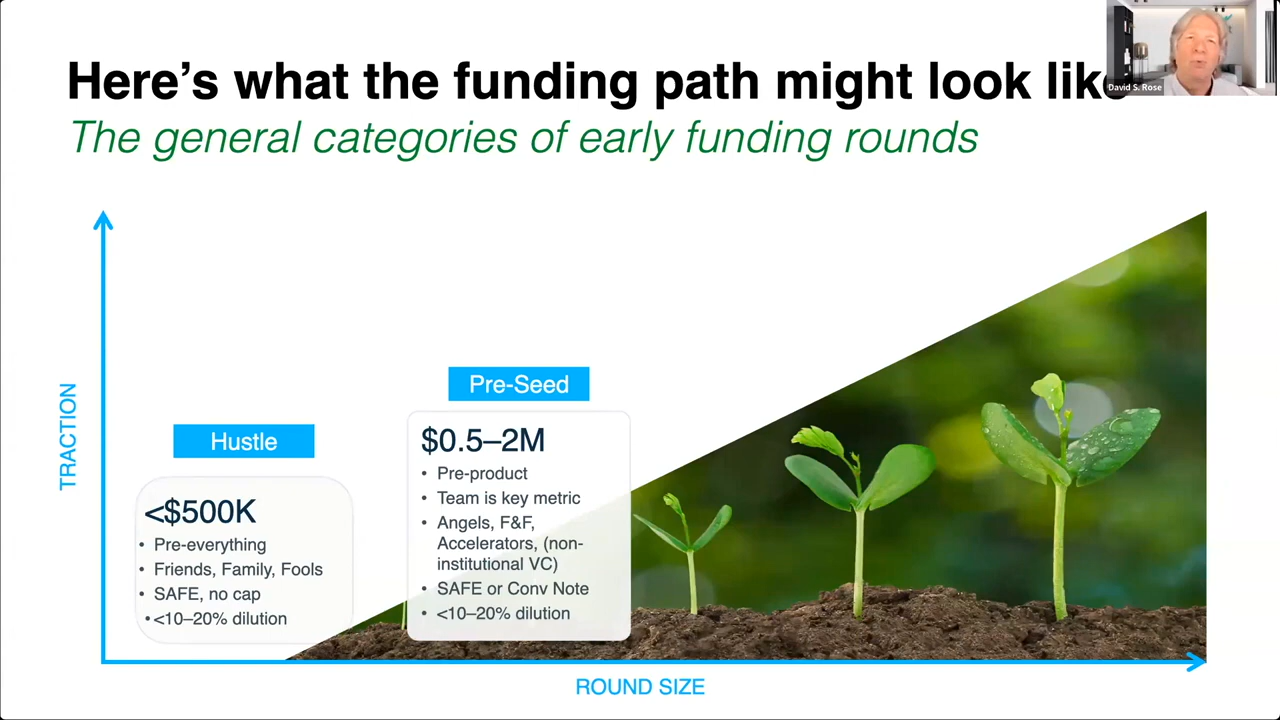 Here's what the funding path might look like
The general categories of early funding rounds
David S. Rose
TRACTION
Hustle
<$500K
• Pre-everything
• Friends, Family, Fools
• SAFE, no cap
• <10–20% dilution
Pre-Seed
$0.5–2M
• Pre-product
• Team is key metric
• Angels, F&F,
Accelerators, (non-
institutional VC)
• SAFE or Conv Note
• <10–20% dilution
ROUND SIZE